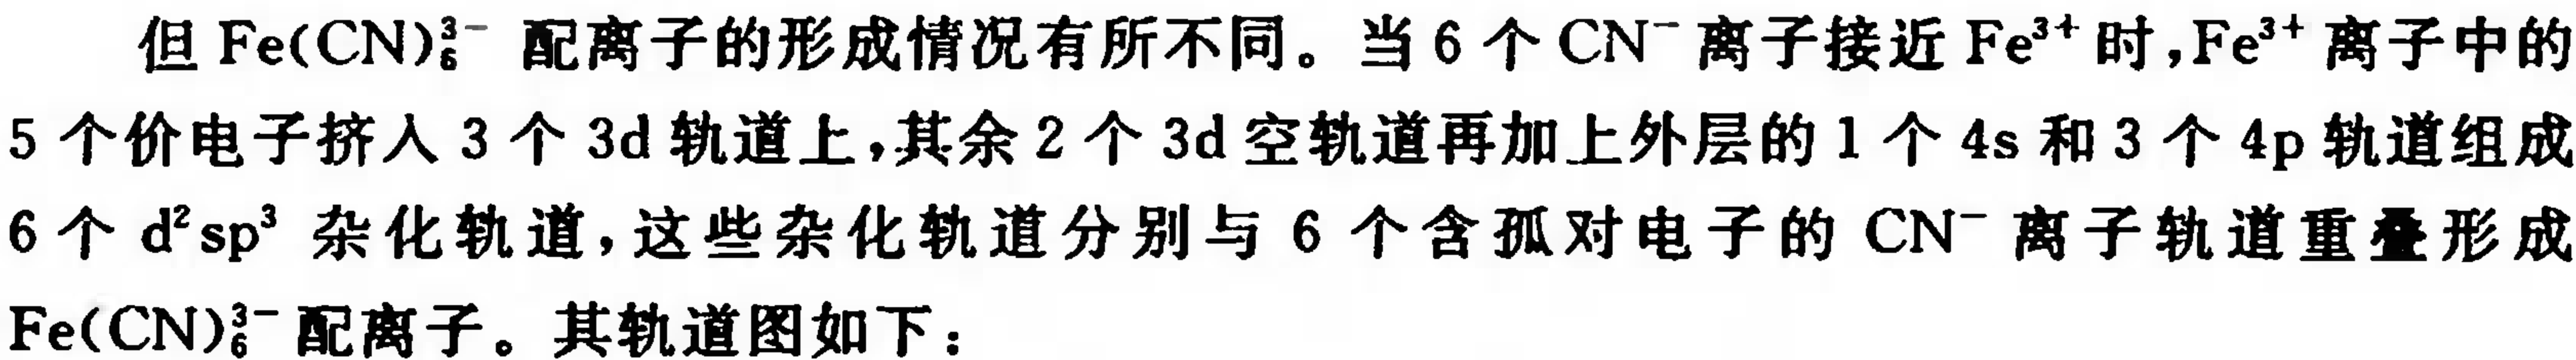 但 Fe(CN)₆³⁻ 配离子的形成情况有所不同。当 6 个 CN⁻ 离子接近 Fe³⁺ 时,Fe³⁺ 离子中的
5 个价电子挤入 3 个 3d 轨道上,其余 2 个 3d 空轨道再加上外层的 1 个 4s 和 3 个 4p 轨道组成
6 个 d²sp³ 杂化轨道,这些杂化轨道分别与 6 个含孤对电子的 CN⁻ 离子轨道重叠形成
Fe(CN)₆³⁻ 配离子。其轨道图如下: